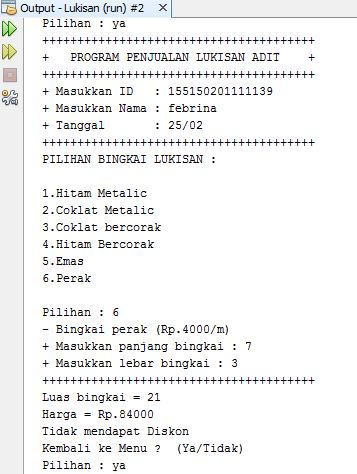 Output - Lukisan (run) #2
Pilihan : ya
++++++++++++++++++++++++++++++++++++++
+   PROGRAM PENJUALAN LUKISAN ADIT   +
++++++++++++++++++++++++++++++++++++++
+ Masukkan ID   : 155150201111139
+ Masukkan Nama : febrina
+ Tanggal       : 25/02
++++++++++++++++++++++++++++++++++++++
PILIHAN BINGKAI LUKISAN :
1.Hitam Metalic
2.Coklat Metalic
3.Coklat bercorak
4.Hitam Bercorak
5.Emas
6.Perak
Pilihan : 6
- Bingkai perak (Rp.4000/m)
+ Masukkan panjang bingkai : 7
+ Masukkan lebar bingkai : 3
++++++++++++++++++++++++++++++++++++++
Luas bingkai = 21
Harga = Rp.84000
Tidak mendapat Diskon
Kembali ke Menu ?  (Ya/Tidak)
Pilihan : ya